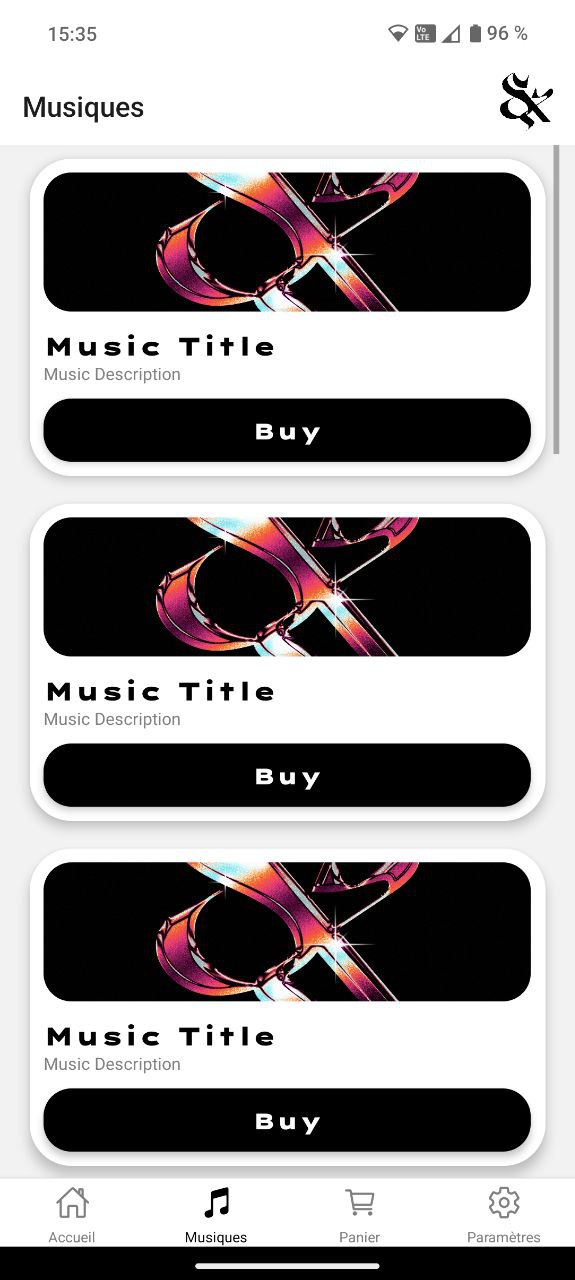 15:35
Vo LTE
96 %
Musiques
&
Music Title
Music Description
Buy
Music Title
Music Description
Buy
Music Title
Music Description
Buy
Accueil
Musiques
Panier
Paramètres